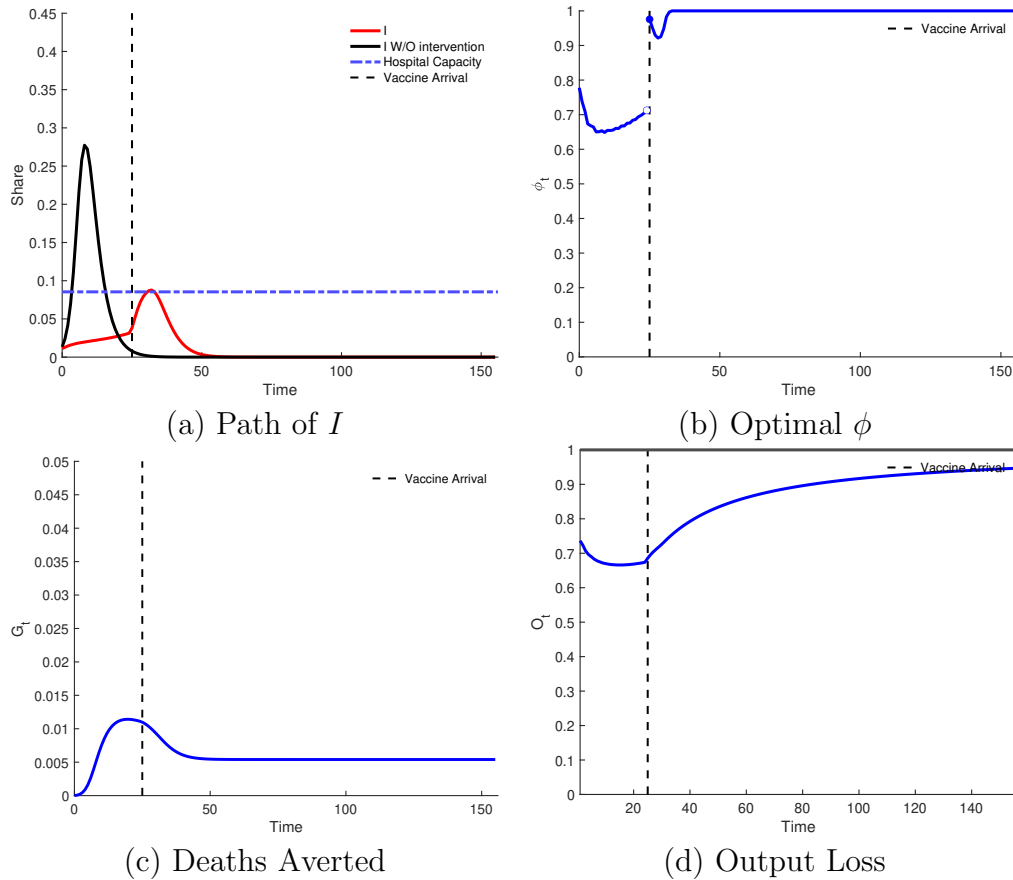 0.45
0.4
0.35
0.3
0.25
0.2
0.15
0.1
0.05
0
Share
0 50 100 150
Time
I
I W/O intervention
Hospital Capacity
Vaccine Arrival
(a) Path of I
1
0.9
0.8
0.7
0.6
0.5
0.4
0.3
0.2
0.1
0
ϕt
0 50 100 150
Time
Vaccine Arrival
(b) Optimal ϕ
0.05
0.045
0.04
0.035
0.03
0.025
0.02
0.015
0.01
0.005
0
Gt
0 50 100 150
Time
Vaccine Arrival
(c) Deaths Averted
1
0.9
0.8
0.7
0.6
0.5
0.4
0.3
0.2
0.1
0
Ot
20 40 60 80 100 120 140
Time
Vaccine Arrival
(d) Output Loss